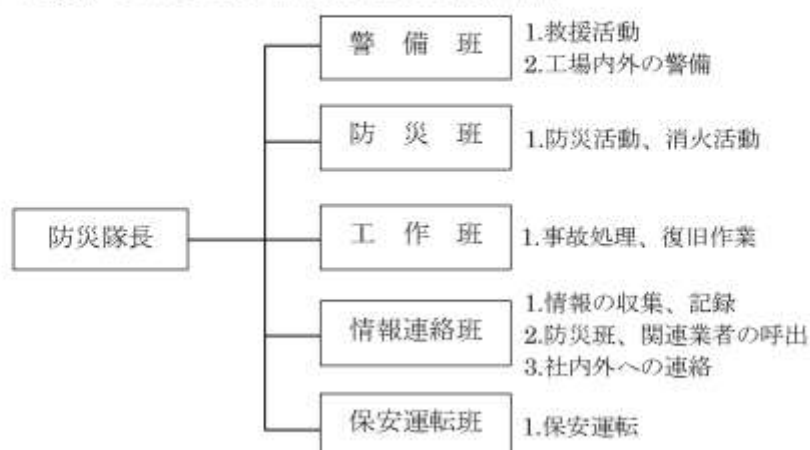 警 備 班
1.救援活動
2.工場内外の警備
防 災 班
1.防災活動、消火活動
防災隊長
工 作 班
1.事故処理、復旧作業
情報連絡班
1.情報の収集、記録
2.防災班、関連業者の呼出
3.社内外への連絡
保安運転班
1.保安運転